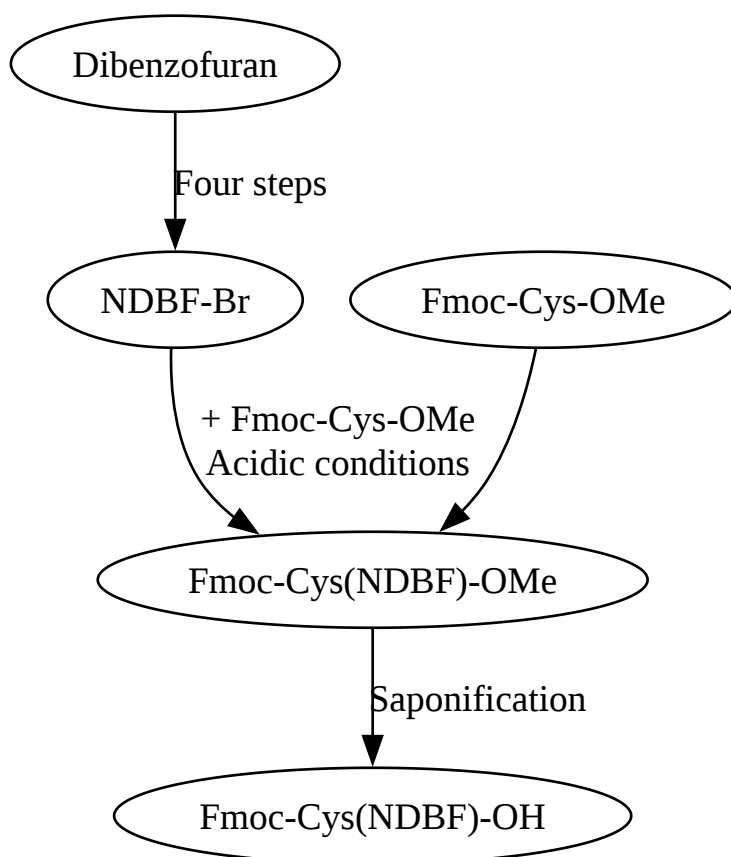 Dibenzofuran
Four steps
NDBF-Br
Fmoc-Cys-OMe
+ Fmoc-Cys-OMe
Acidic conditions
Fmoc-Cys(NDBF)-OMe
Saponification
Fmoc-Cys(NDBF)-OH